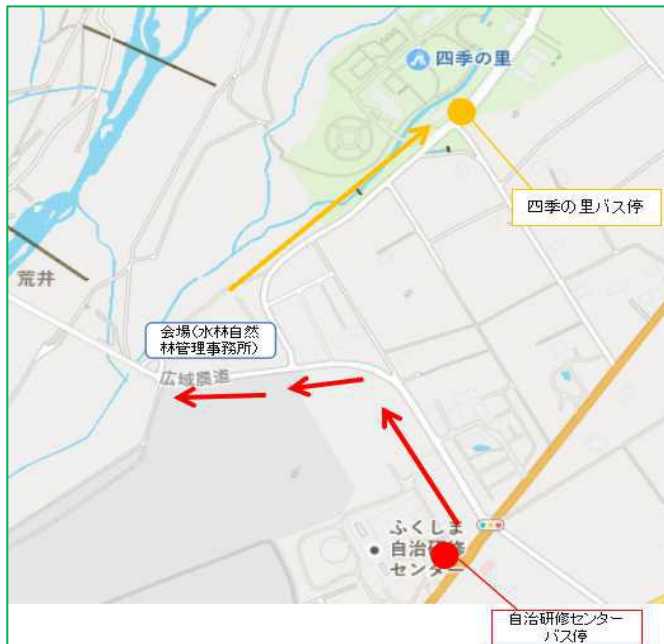 四季の里
四季の里バス停
荒井
会場(水林自然
林管理事務所)
広域農道
ふくしま
自治研修
センター
自治研修センター
バス停